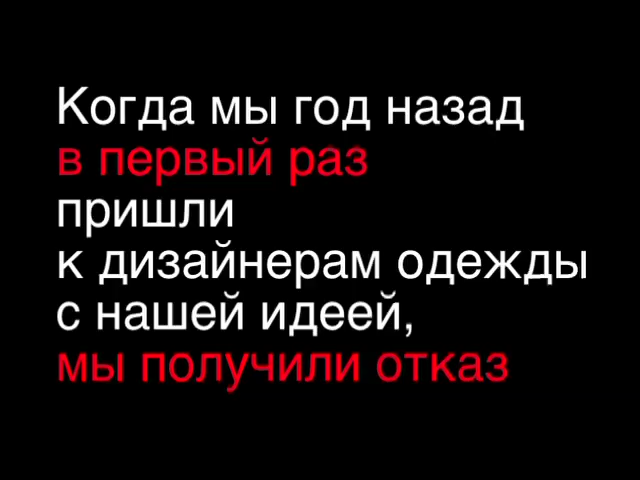 Когда мы год назад
в первый раз
пришли
к дизайнерам одежды
с нашей идеей,
мы получили отказ